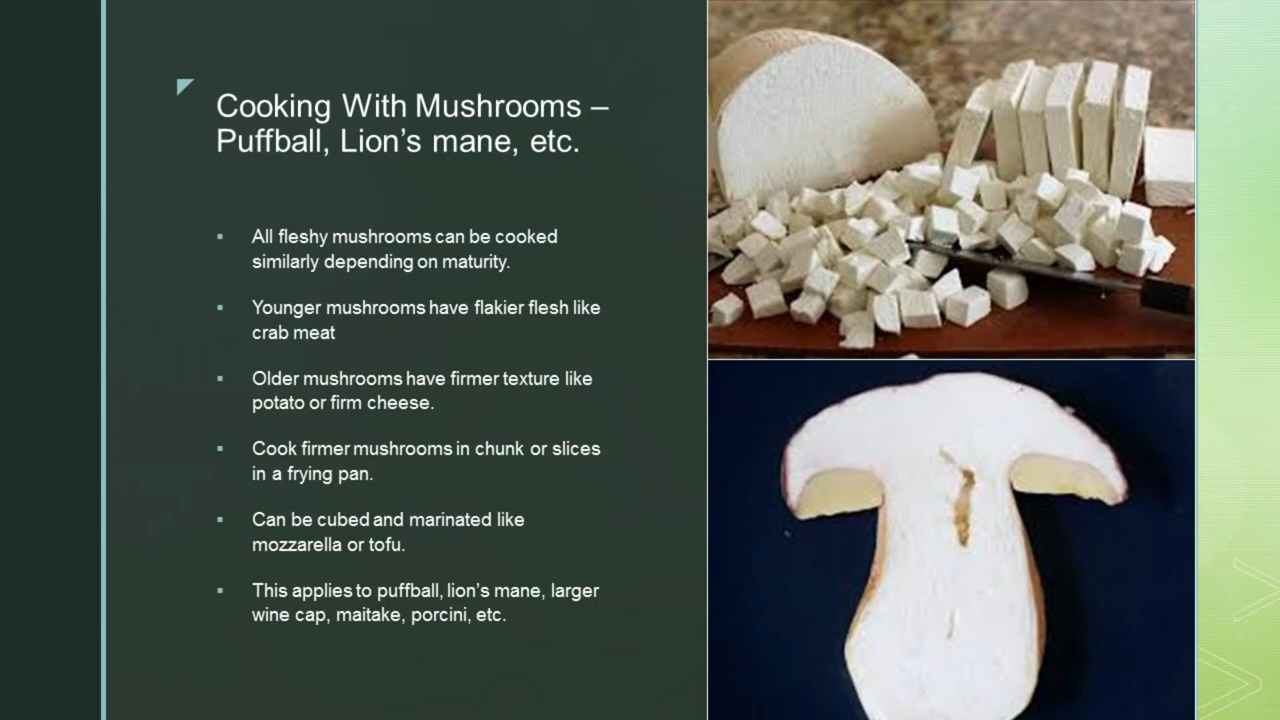 Cooking With Mushrooms –
Puffball, Lion’s mane, etc.
▪ All fleshy mushrooms can be cooked
similarly depending on maturity.
▪ Younger mushrooms have flakier flesh like
crab meat
▪ Older mushrooms have firmer texture like
potato or firm cheese.
▪ Cook firmer mushrooms in chunk or slices
in a frying pan.
▪ Can be cubed and marinated like
mozzarella or tofu.
▪ This applies to puffball, lion’s mane, larger
wine cap, maitake, porcini, etc.